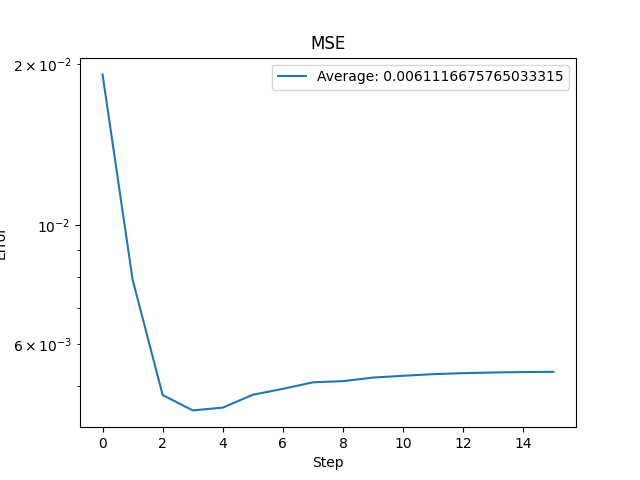 MSE
Average: 0.0061116675765033315
2 × 10⁻²
10⁻²
6 × 10⁻³
Error
0 2 4 6 8 10 12 14
Step